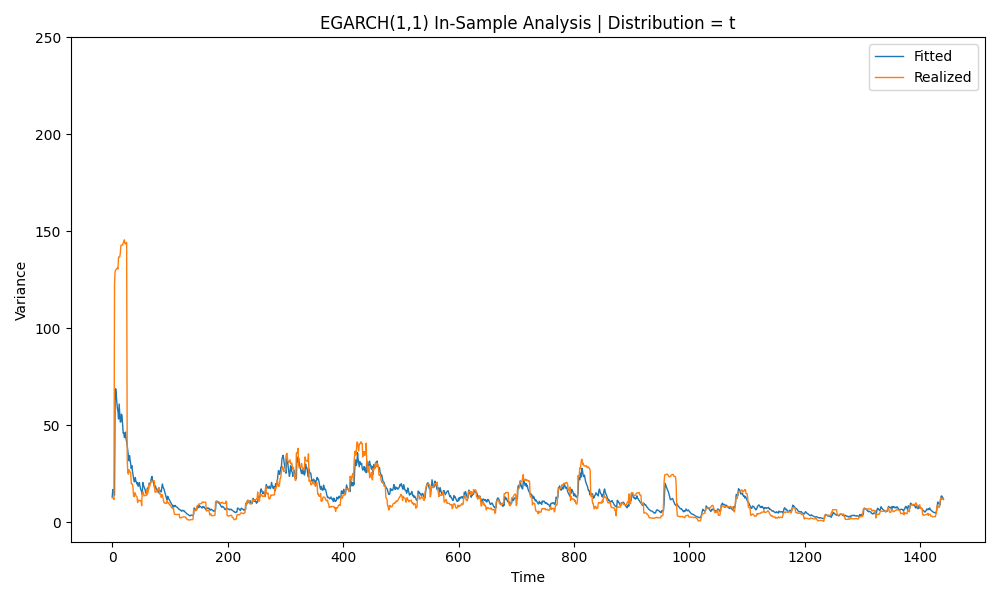 EGARCH(1,1) In-Sample Analysis | Distribution = t
Fitted
Realized
250
200
150
100
50
0
Variance
0
200
400
600
800
1000
1200
1400
Time